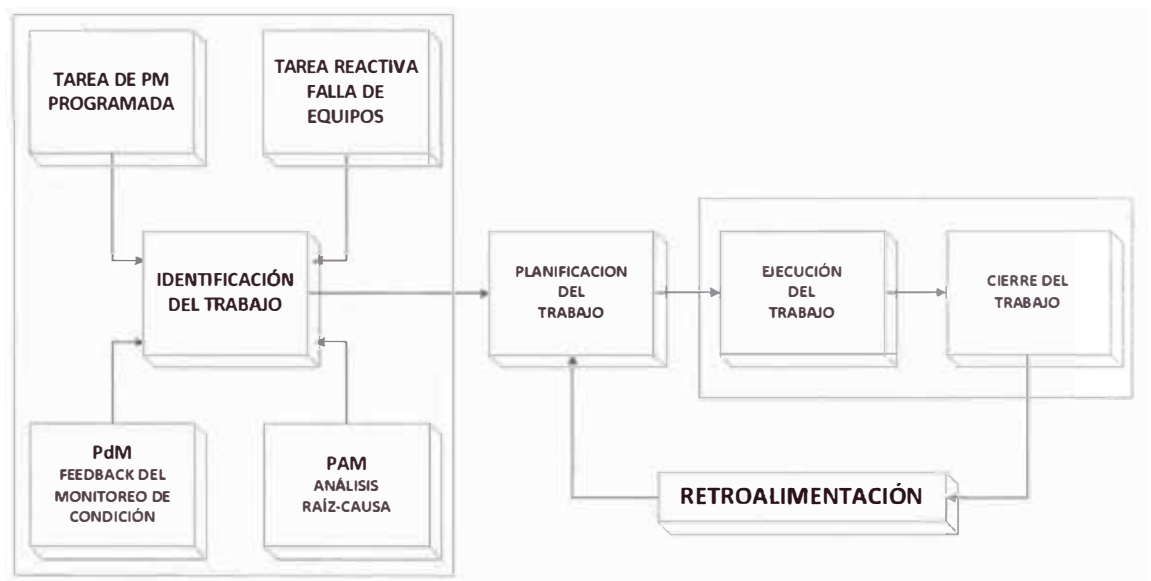 TAREA DE PM
PROGRAMADA
TAREA REACTIVA
FALLA DE
EQUIPOS
IDENTIFICACIÓN
DEL TRABAJO
PLANIFICACION
DEL
TRABAJO
EJECUCIÓN
DEL
TRABAJO
CIERRE DEL
TRABAJO
PdM
FEEDBACK DEL
MONITOREO DE
CONDICIÓN
PAM
ANÁLISIS
RAÍZ-CAUSA
RETROALIMENTACIÓN